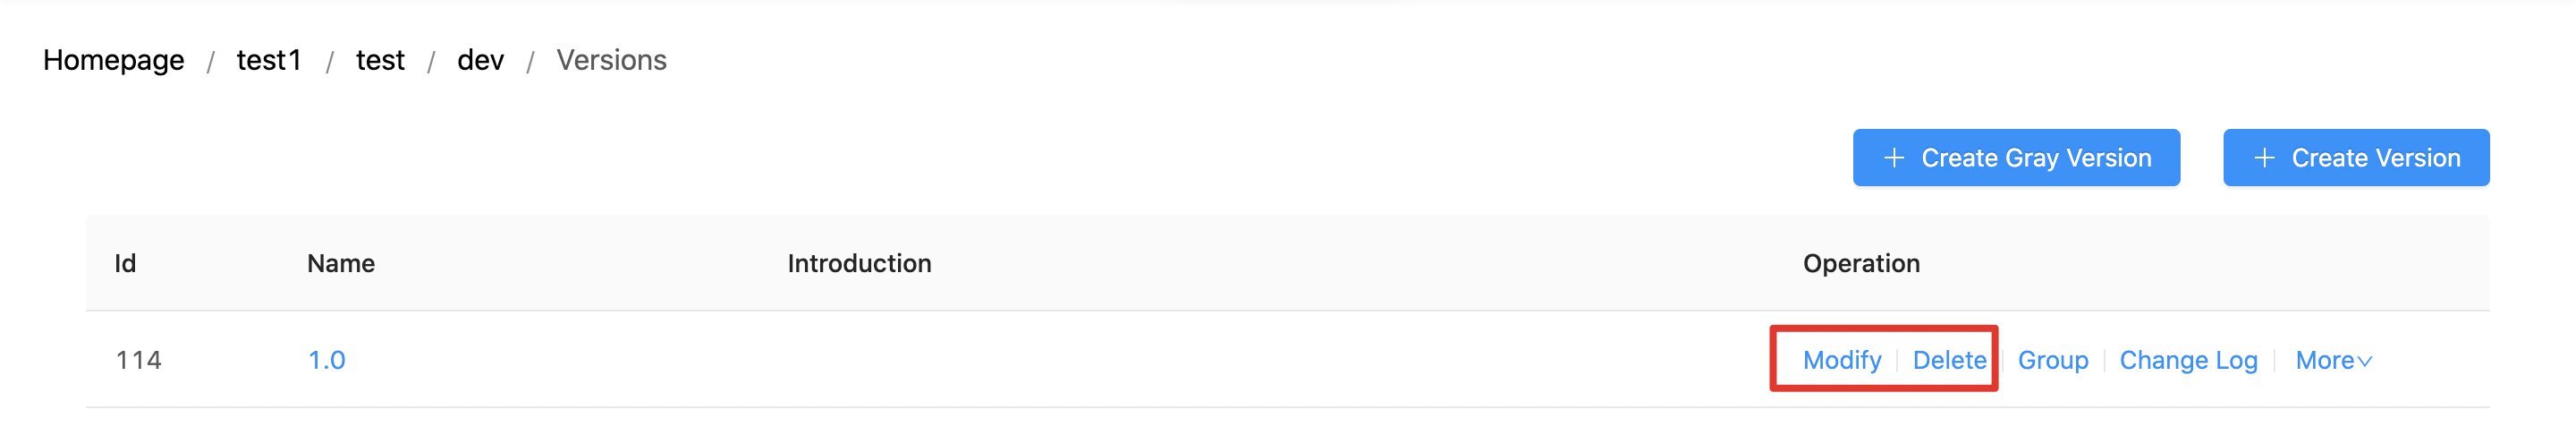 Homepage / test1 / test / dev / Versions
+ Create Gray Version + Create Version
Id Name Introduction Operation
114 1.0 Modify Delete Group Change Log More